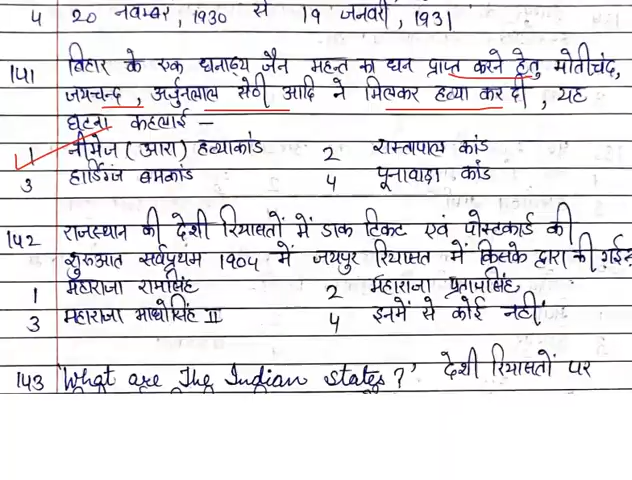 4 20 नवम्बर, 1930 से 19 जनवरी, 1931
141 बिहार के एक धनाढ्य जैन महन्त का धन प्राप्त करने हेतु मोतीचंद,
जयचन्द, अर्जुनलाल सेठी आदि ने मिलकर हत्या कर दी, यह
घटना कहलाई -
1 नीमेज (आरा) हत्याकांड 2 रास्तापाल कांड
3 हार्डिंग्ज बमकांड 4 पूनावाड़ा कांड
142 राजस्थान की देशी रियासतों में डाक टिकट एवं पोस्टकार्ड की
शुरुआत सर्वप्रथम 1904 में जयपुर रियासत में किसके द्वारा की गई
1 महाराजा रामसिंह 2 महाराजा प्रतापसिंह
3 महाराजा माधोसिंह II 4 इनमें से कोई नहीं
143 'What are The Indian states?' देशी रियासतों पर